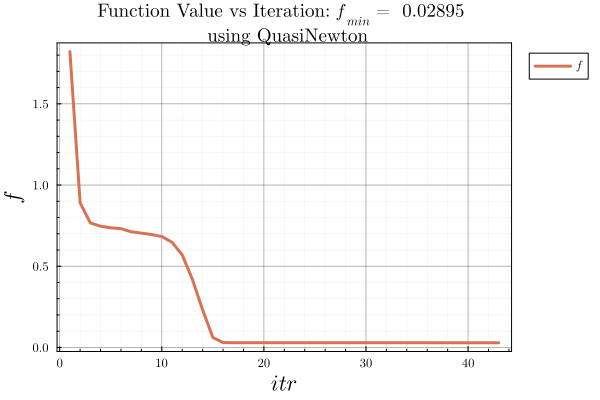 Function Value vs Iteration: f_min = 0.02895
using QuasiNewton
f
1.5
1.0
0.5
0.0
f
0 10 20 30 40
itr